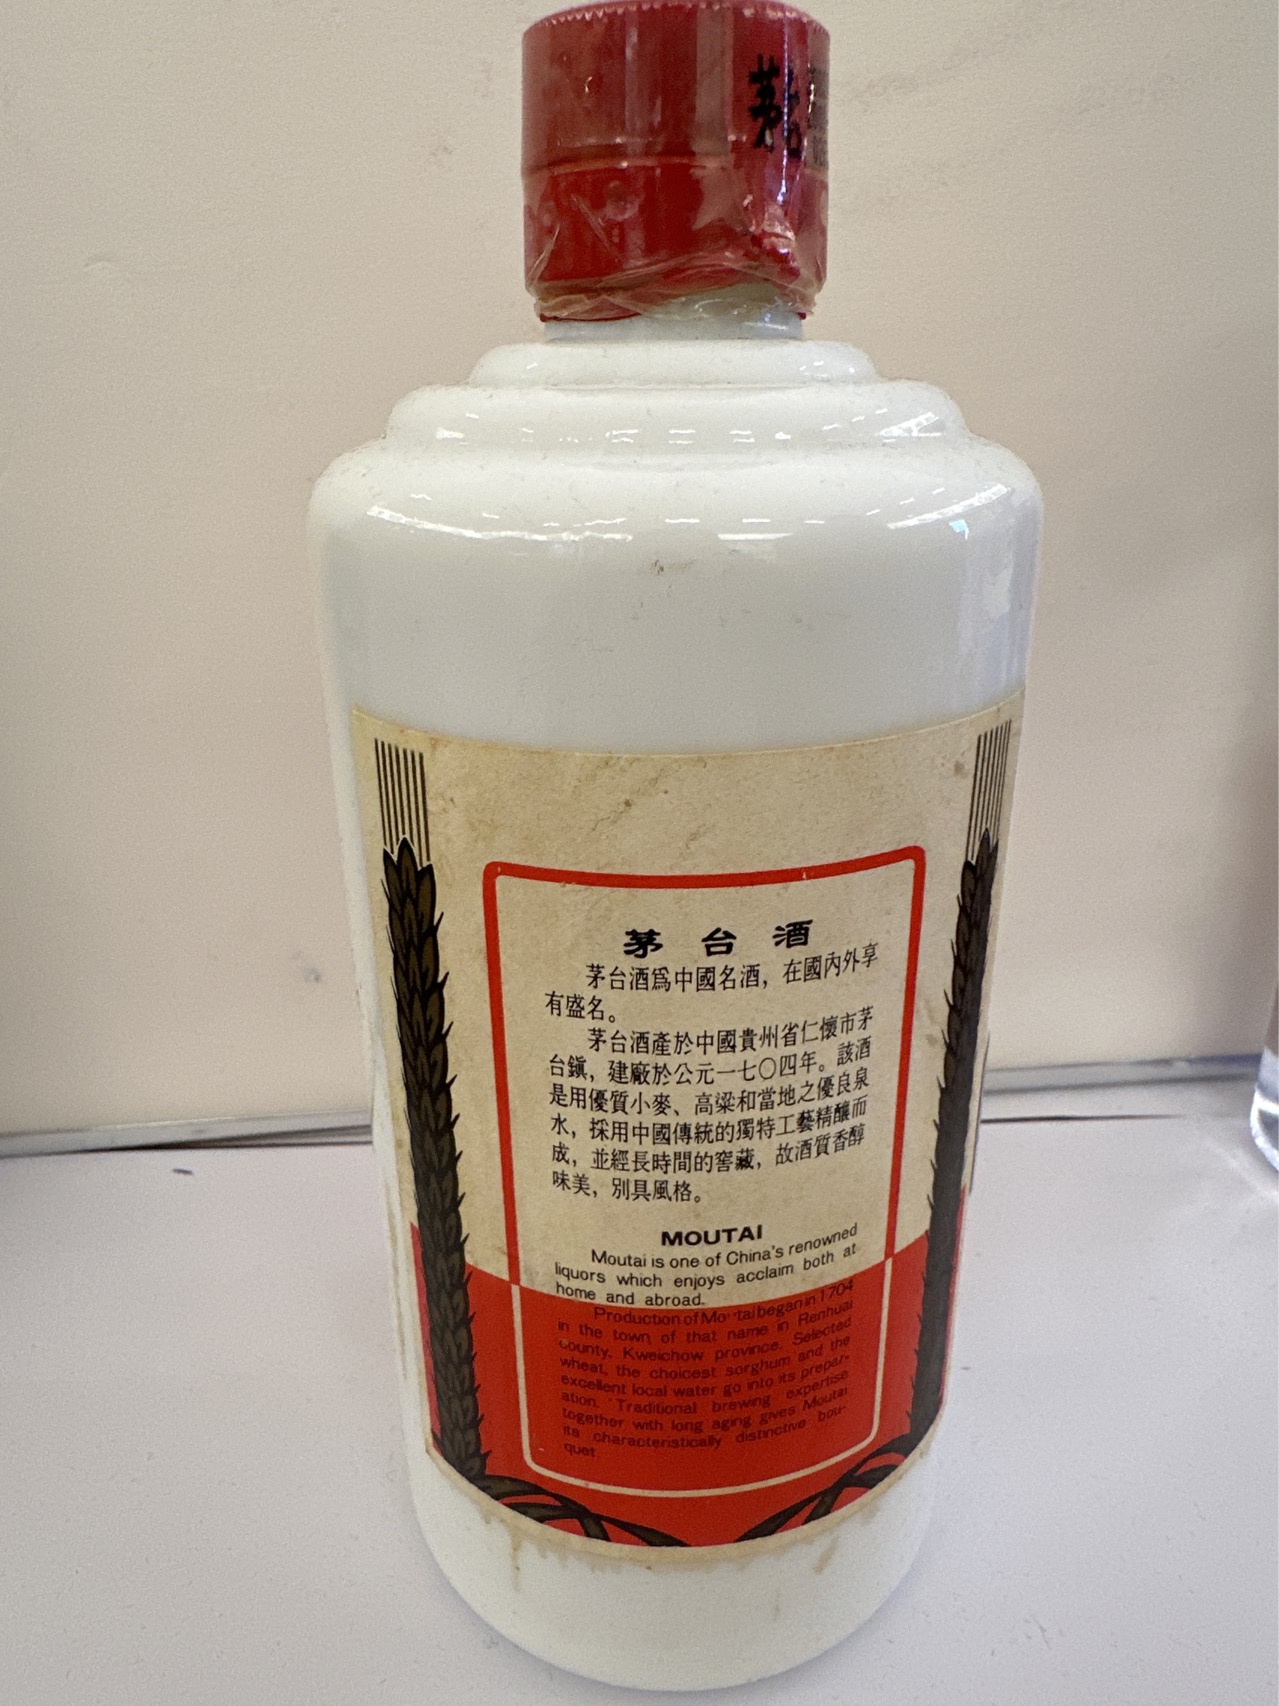 茅台
茅台酒
茅台酒爲中國名酒，在國內外享
有盛名。
茅台酒產於中國貴州省仁懷市茅
台鎭，建廠於公元一七〇四年。該酒
是用優質小麥、高粱和當地之優良泉
水，採用中國傳統的獨特工藝精釀而
成，並經長時間的窖藏，故酒質香醇
味美，別具風格。
MOUTAI
Moutai is one of China's renowned
liquors which enjoys acclaim both at
home and abroad.
Production of Moutai began in 1704
in the town of that name in Renhuai
county, Kweichow province. Selected
wheat, the choicest sorghum and the
excellent local water go into its prepar-
ation. Traditional brewing expertise
together with long aging gives Moutai
its characteristically distinctive bou-
quet